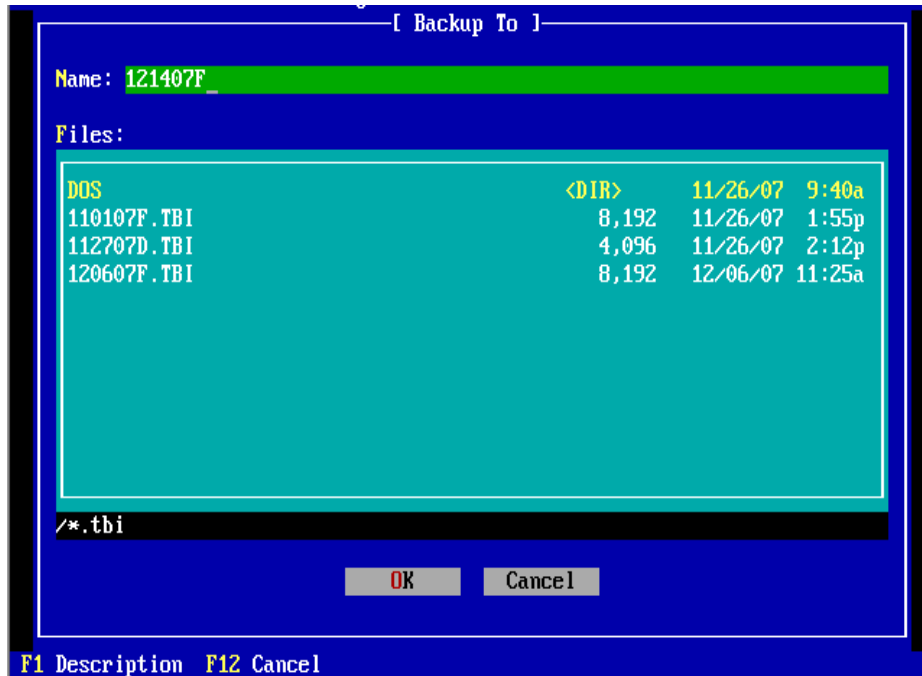 [ Backup To ]
Name: 121407F_
Files:
DOS <DIR> 11/26/07 9:40a
110107F.TBI 8,192 11/26/07 1:55p
112707D.TBI 4,096 11/26/07 2:12p
120607F.TBI 8,192 12/06/07 11:25a
/*.tbi
OK Cancel
F1 Description F12 Cancel